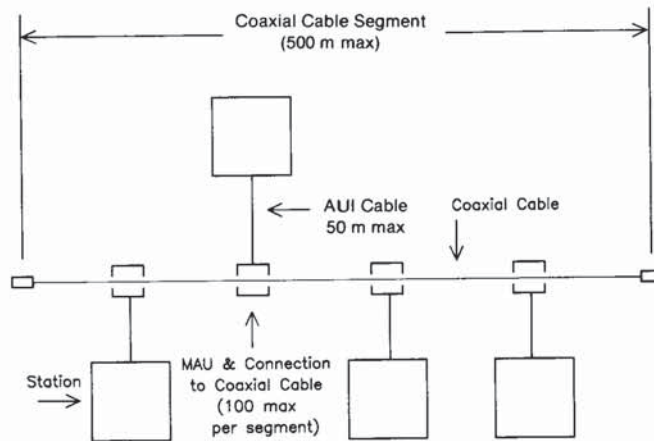 Coaxial Cable Segment
(500 m max)
AUI Cable
50 m max
Coaxial Cable
Station
MAU & Connection
to Coaxial Cable
(100 max
per segment)